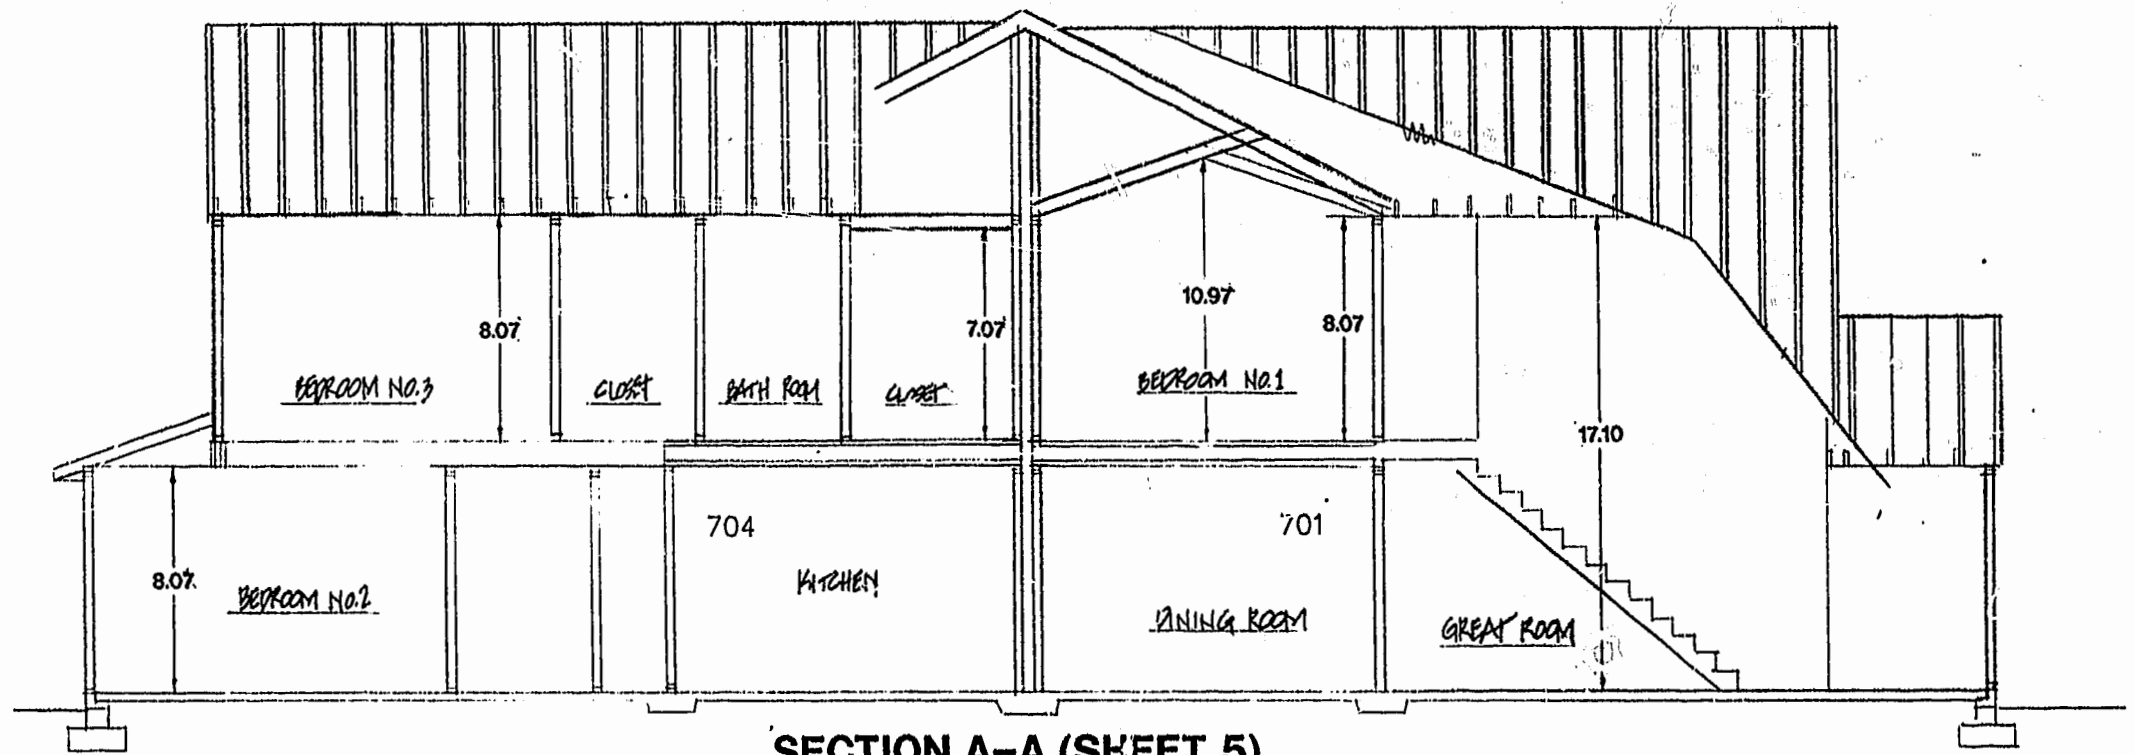 10.97
8.07
7.07
8.07
BEDROOM NO.3
CLOSET
BATH ROOM
CLOSET
BEDROOM NO.1
17.10
704
701
8.07
BEDROOM NO.2
KITCHEN
DINING ROOM
GREAT ROOM
SECTION A-A (SHEET 5)